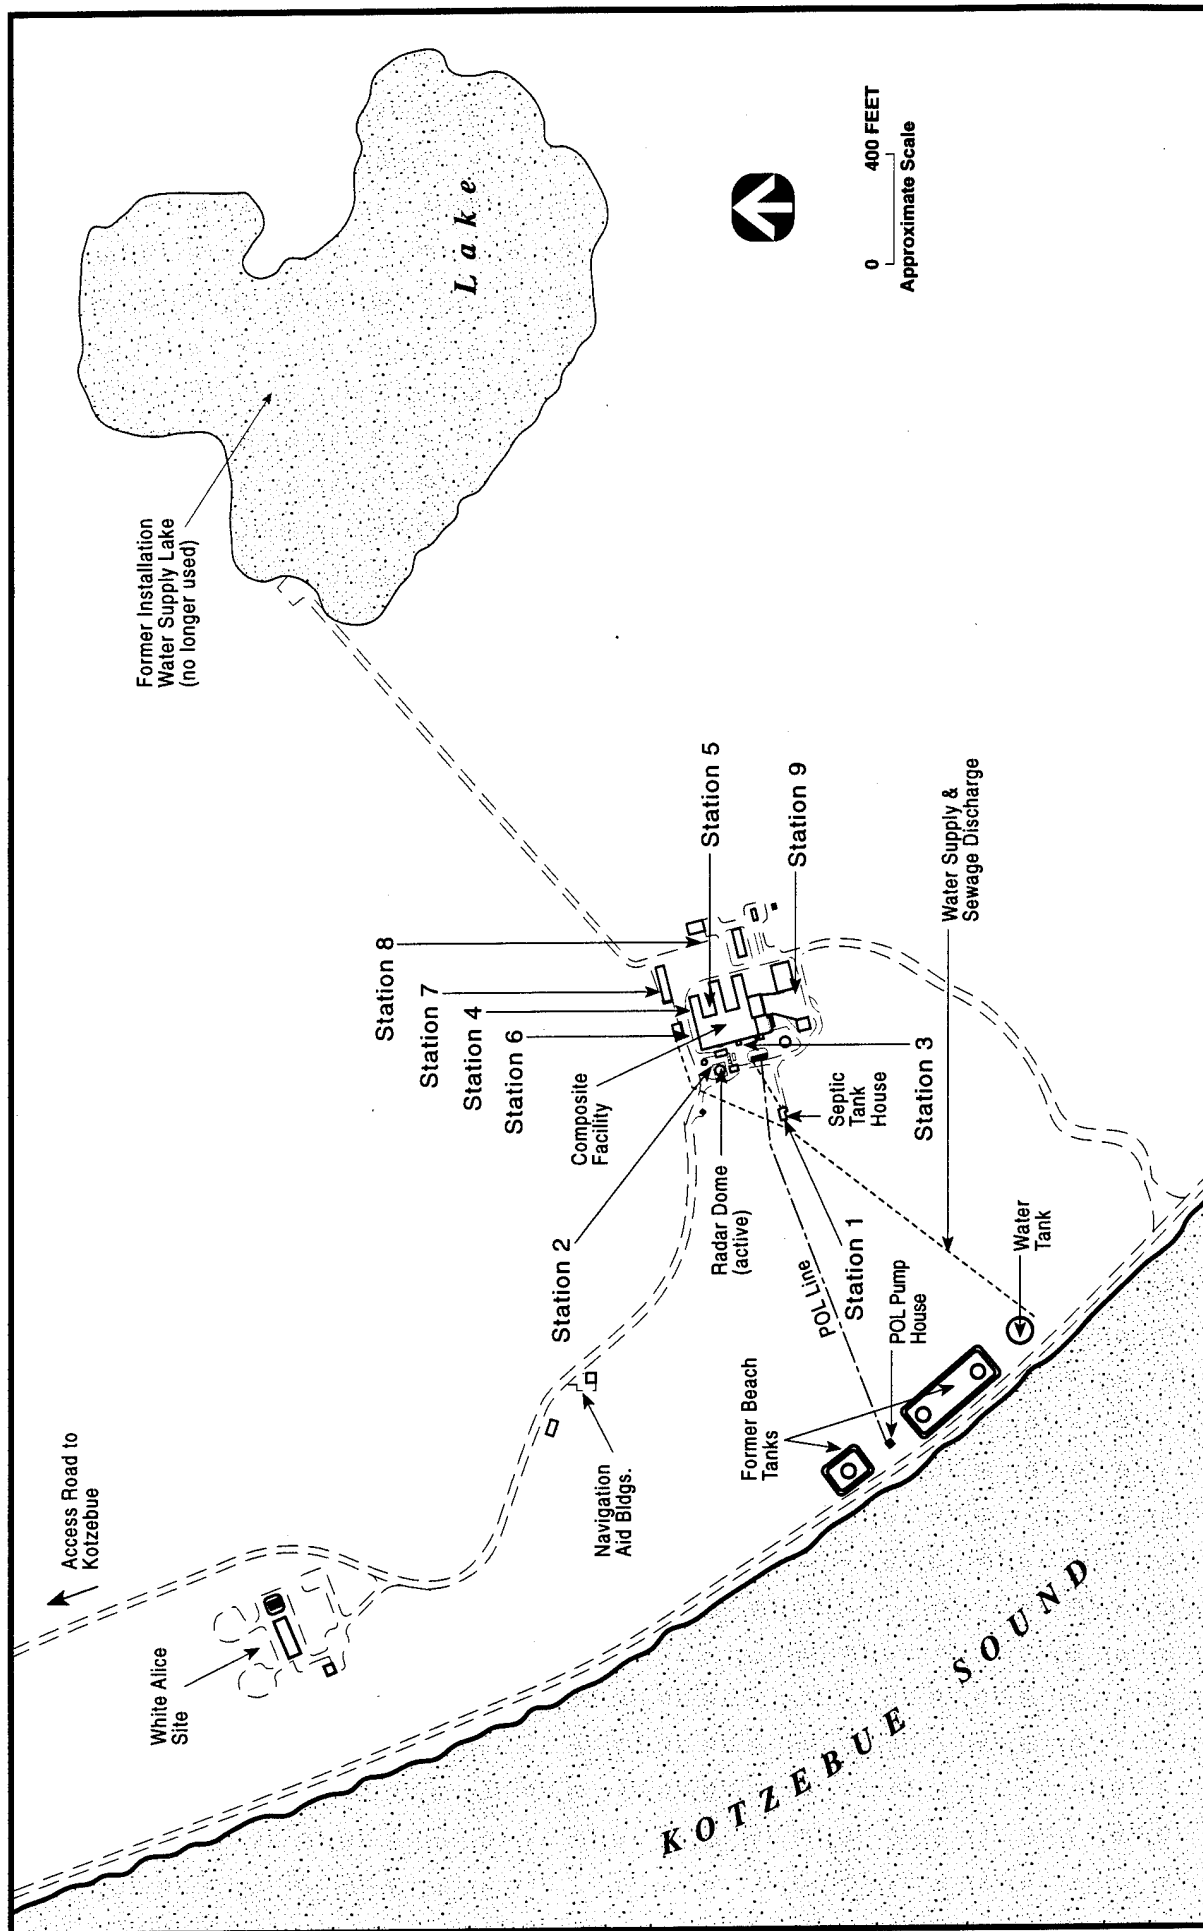 Access Road to
Kotzebue
White Alice
Site
Navigation
Aid Bldgs.
Former Installation
Water Supply Lake
(no longer used)
Lake
Station 8
Station 7
Station 4
Station 6
Composite
Facility
Station 2
Radar Dome
(active)
Station 5
Station 9
Septic
Tank
House
Station 3
Station 1
POL Line
POL Pump
House
Former Beach
Tanks
Water
Tank
Water Supply &
Sewage Discharge
KOTZEBUE SOUND
0 400 FEET
Approximate Scale